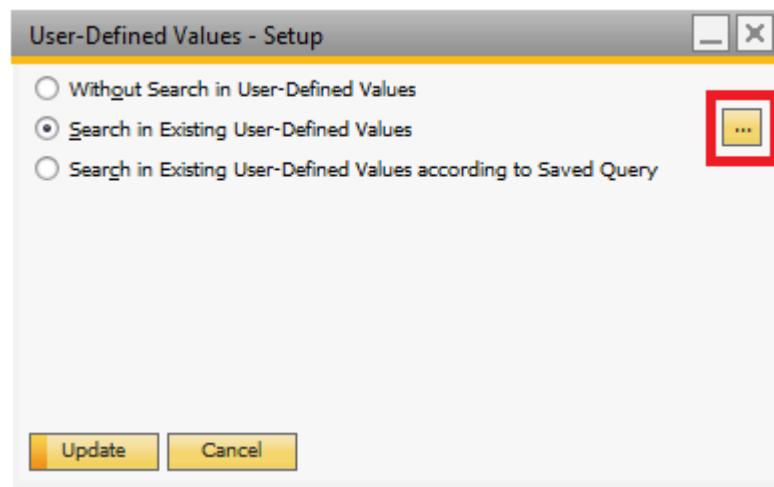 User-Defined Values - Setup
Without Search in User-Defined Values
Search in Existing User-Defined Values
...
Search in Existing User-Defined Values according to Saved Query
Update
Cancel